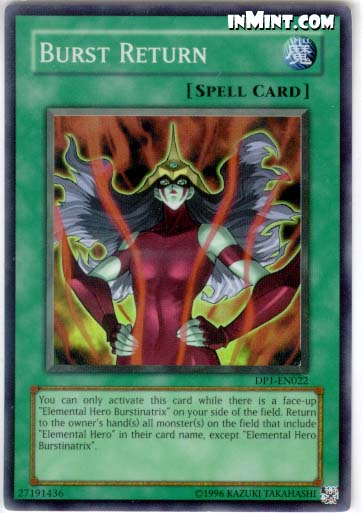 INMINT.COM
BURST RETURN
SPELL
[SPELL CARD]
DP1-EN022
You can only activate this card while there is a face-up
"Elemental Hero Burstinatrix" on your side of the field. Return
to the owner's hand(s) all monster(s) on the field that include
"Elemental Hero" in their card name, except "Elemental Hero
Burstinatrix".
27191436
©1996 KAZUKI TAKAHASHI